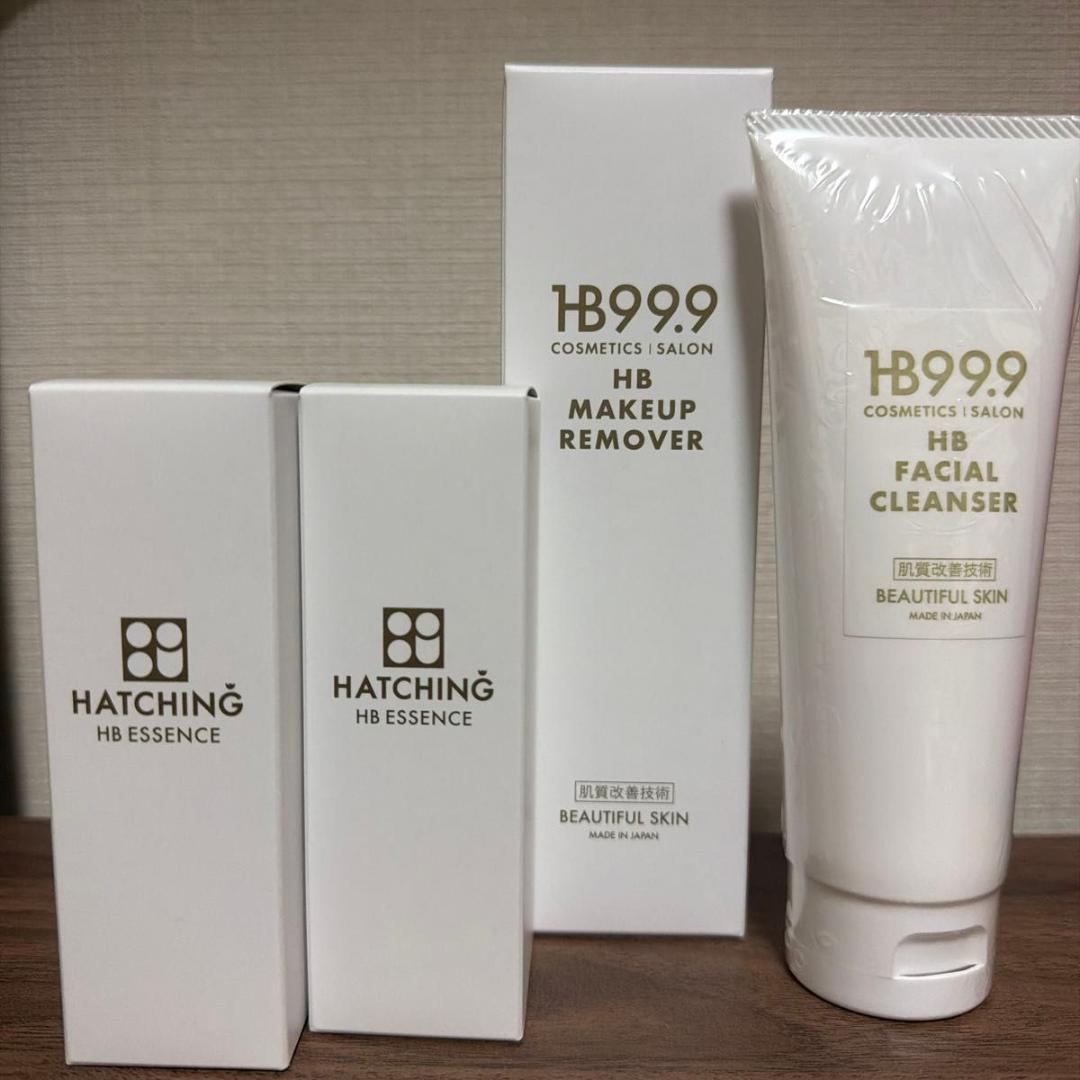 HATCHING
HB ESSENCE
HATCHING
HB ESSENCE
HB99.9
COSMETICS | SALON
HB
MAKEUP
REMOVER
肌質改善技術
BEAUTIFUL SKIN
MADE IN JAPAN
HB99.9
COSMETICS | SALON
HB
FACIAL
CLEANSER
肌質改善技術
BEAUTIFUL SKIN
MADE IN JAPAN